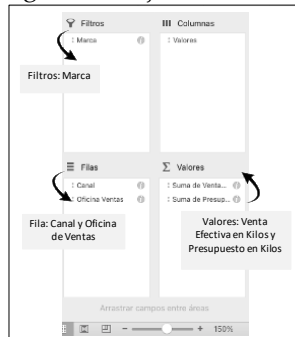 Filtros
Columnas
Marca
Valores
Filtros: Marca
Filas
Valores
Canal
Oficina Ventas
Suma de Venta...
Suma de Presup...
Fila: Canal y Oficina
de Ventas
Valores: Venta
Efectiva en Kilos y
Presupuesto en Kilos
Arrastrar campos entre áreas
150%